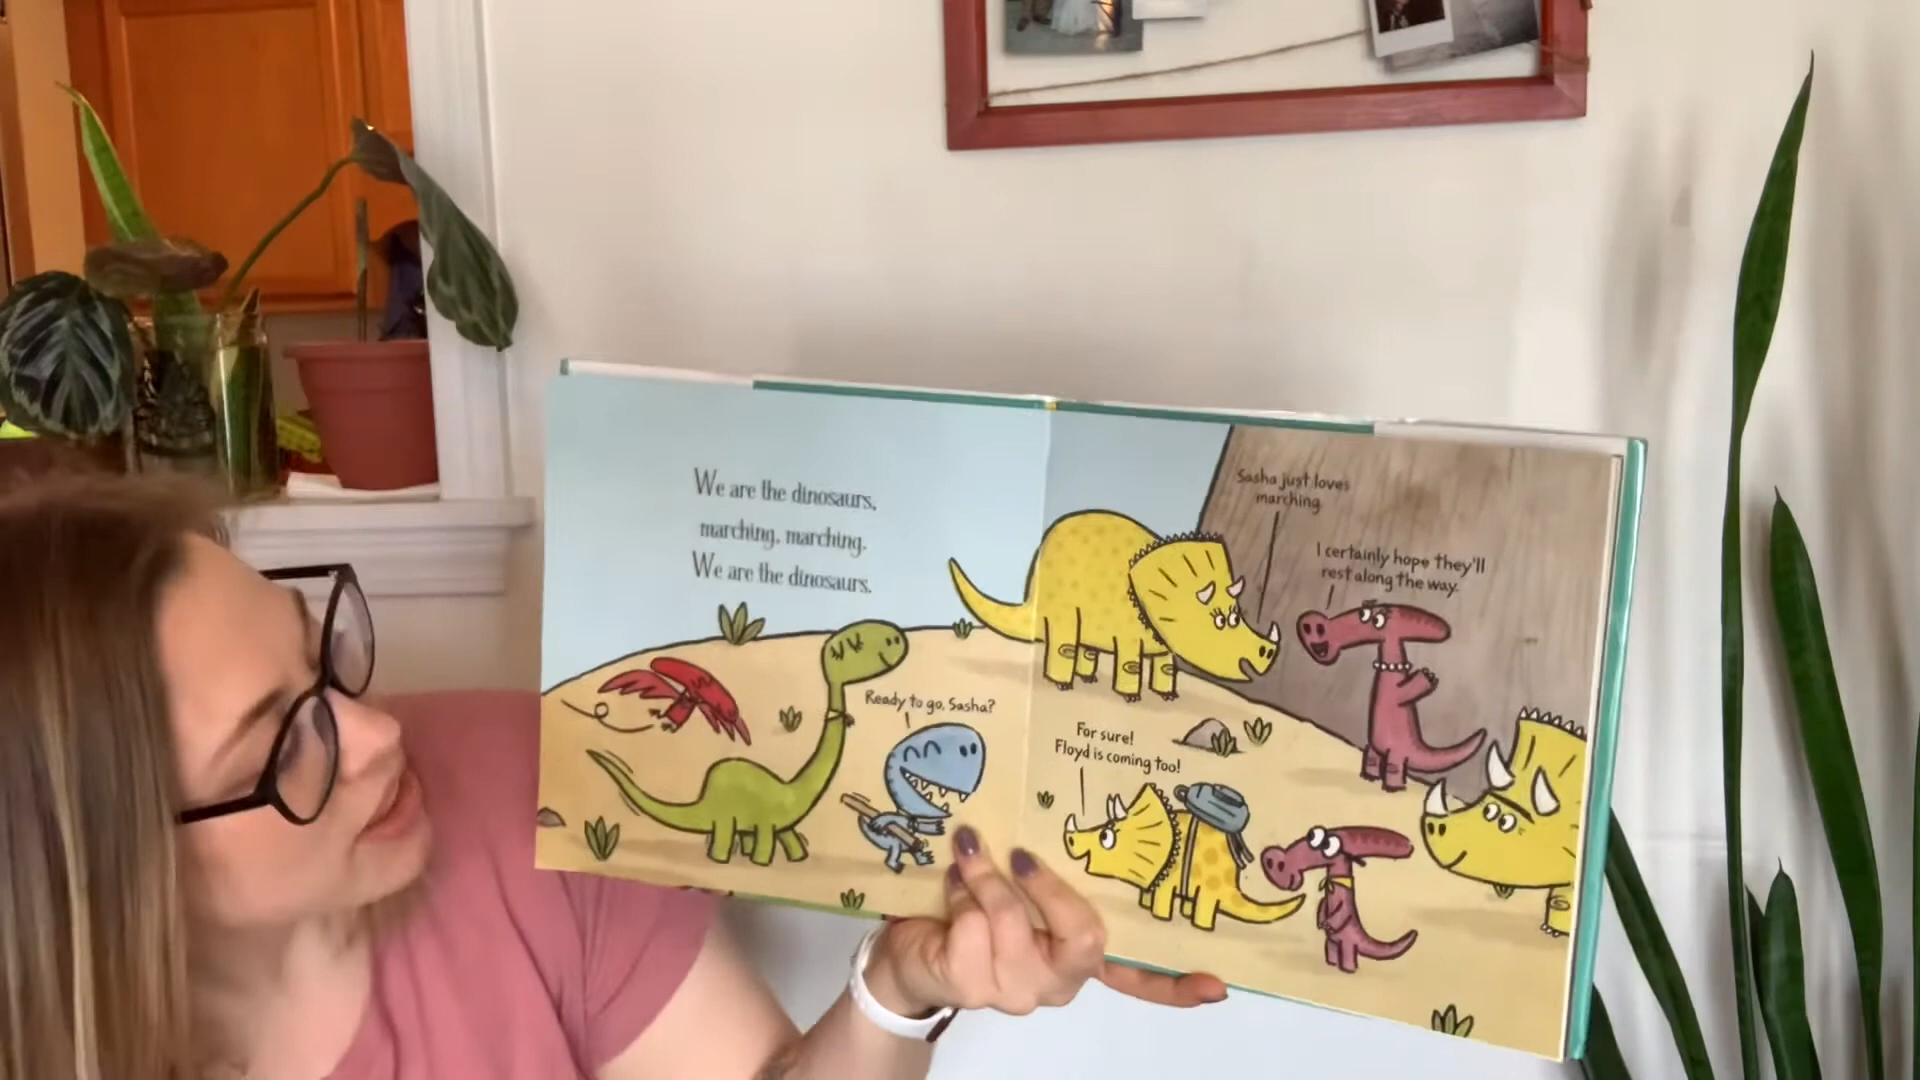 We are the dinosaurs,
marching, marching.
We are the dinosaurs.
Ready to go, Sasha?
Sasha just loves
marching.
I certainly hope they'll
rest along the way.
For sure!
Floyd is coming too!